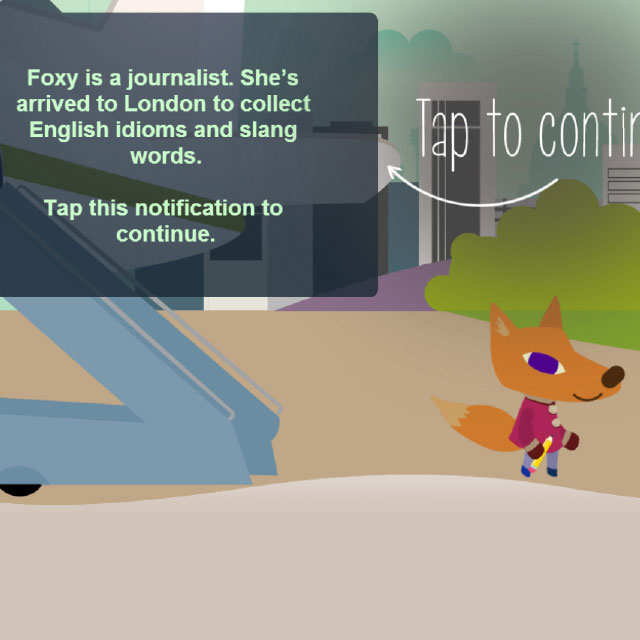 Foxy is a journalist. She’s
arrived to London to collect
English idioms and slang
words.
Tap this notification to
continue.
Tap to contin